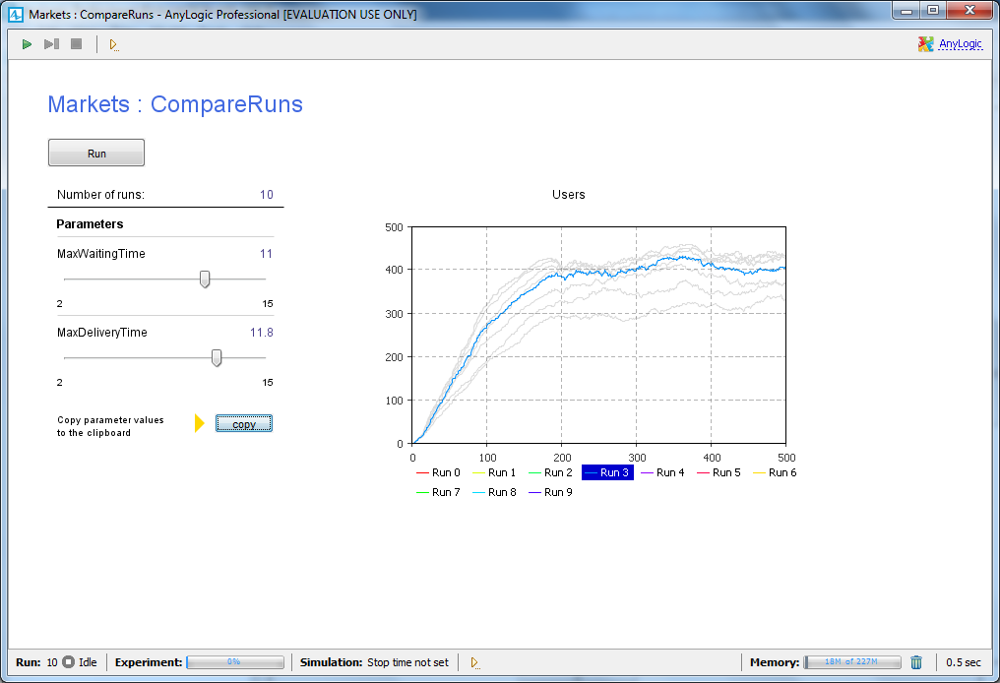 Markets : CompareRuns - AnyLogic Professional [EVALUATION USE ONLY]
AnyLogic
Markets : CompareRuns
Run
Number of runs: 10
Parameters
MaxWaitingTime 11
2 15
MaxDeliveryTime 11.8
2 15
Copy parameter values
to the clipboard
copy
Users
500
400
300
200
100
0
0 100 200 300 400 500
Run 0 Run 1 Run 2 Run 3 Run 4 Run 5 Run 6
Run 7 Run 8 Run 9
Run: 10 Idle Experiment: 0% Simulation: Stop time not set Memory: 18M of 227M 0.5 sec